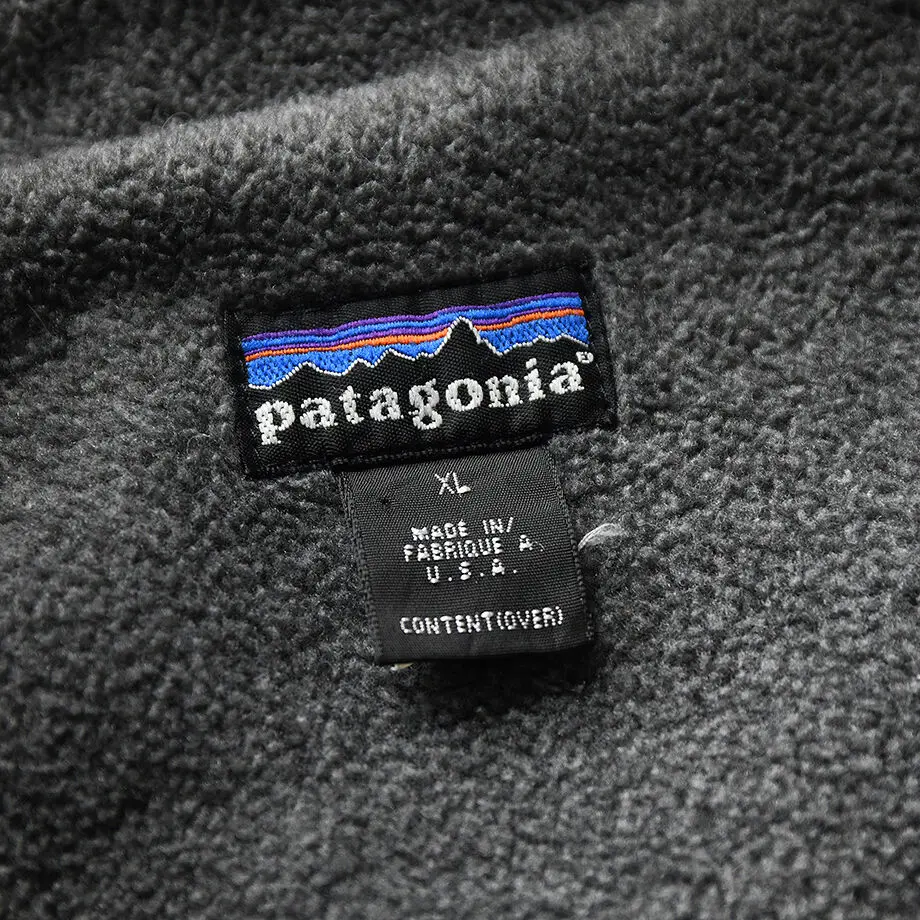 patagonia®
XL
MADE IN/
FABRIQUE A
U.S.A.
CONTENT(OVER)